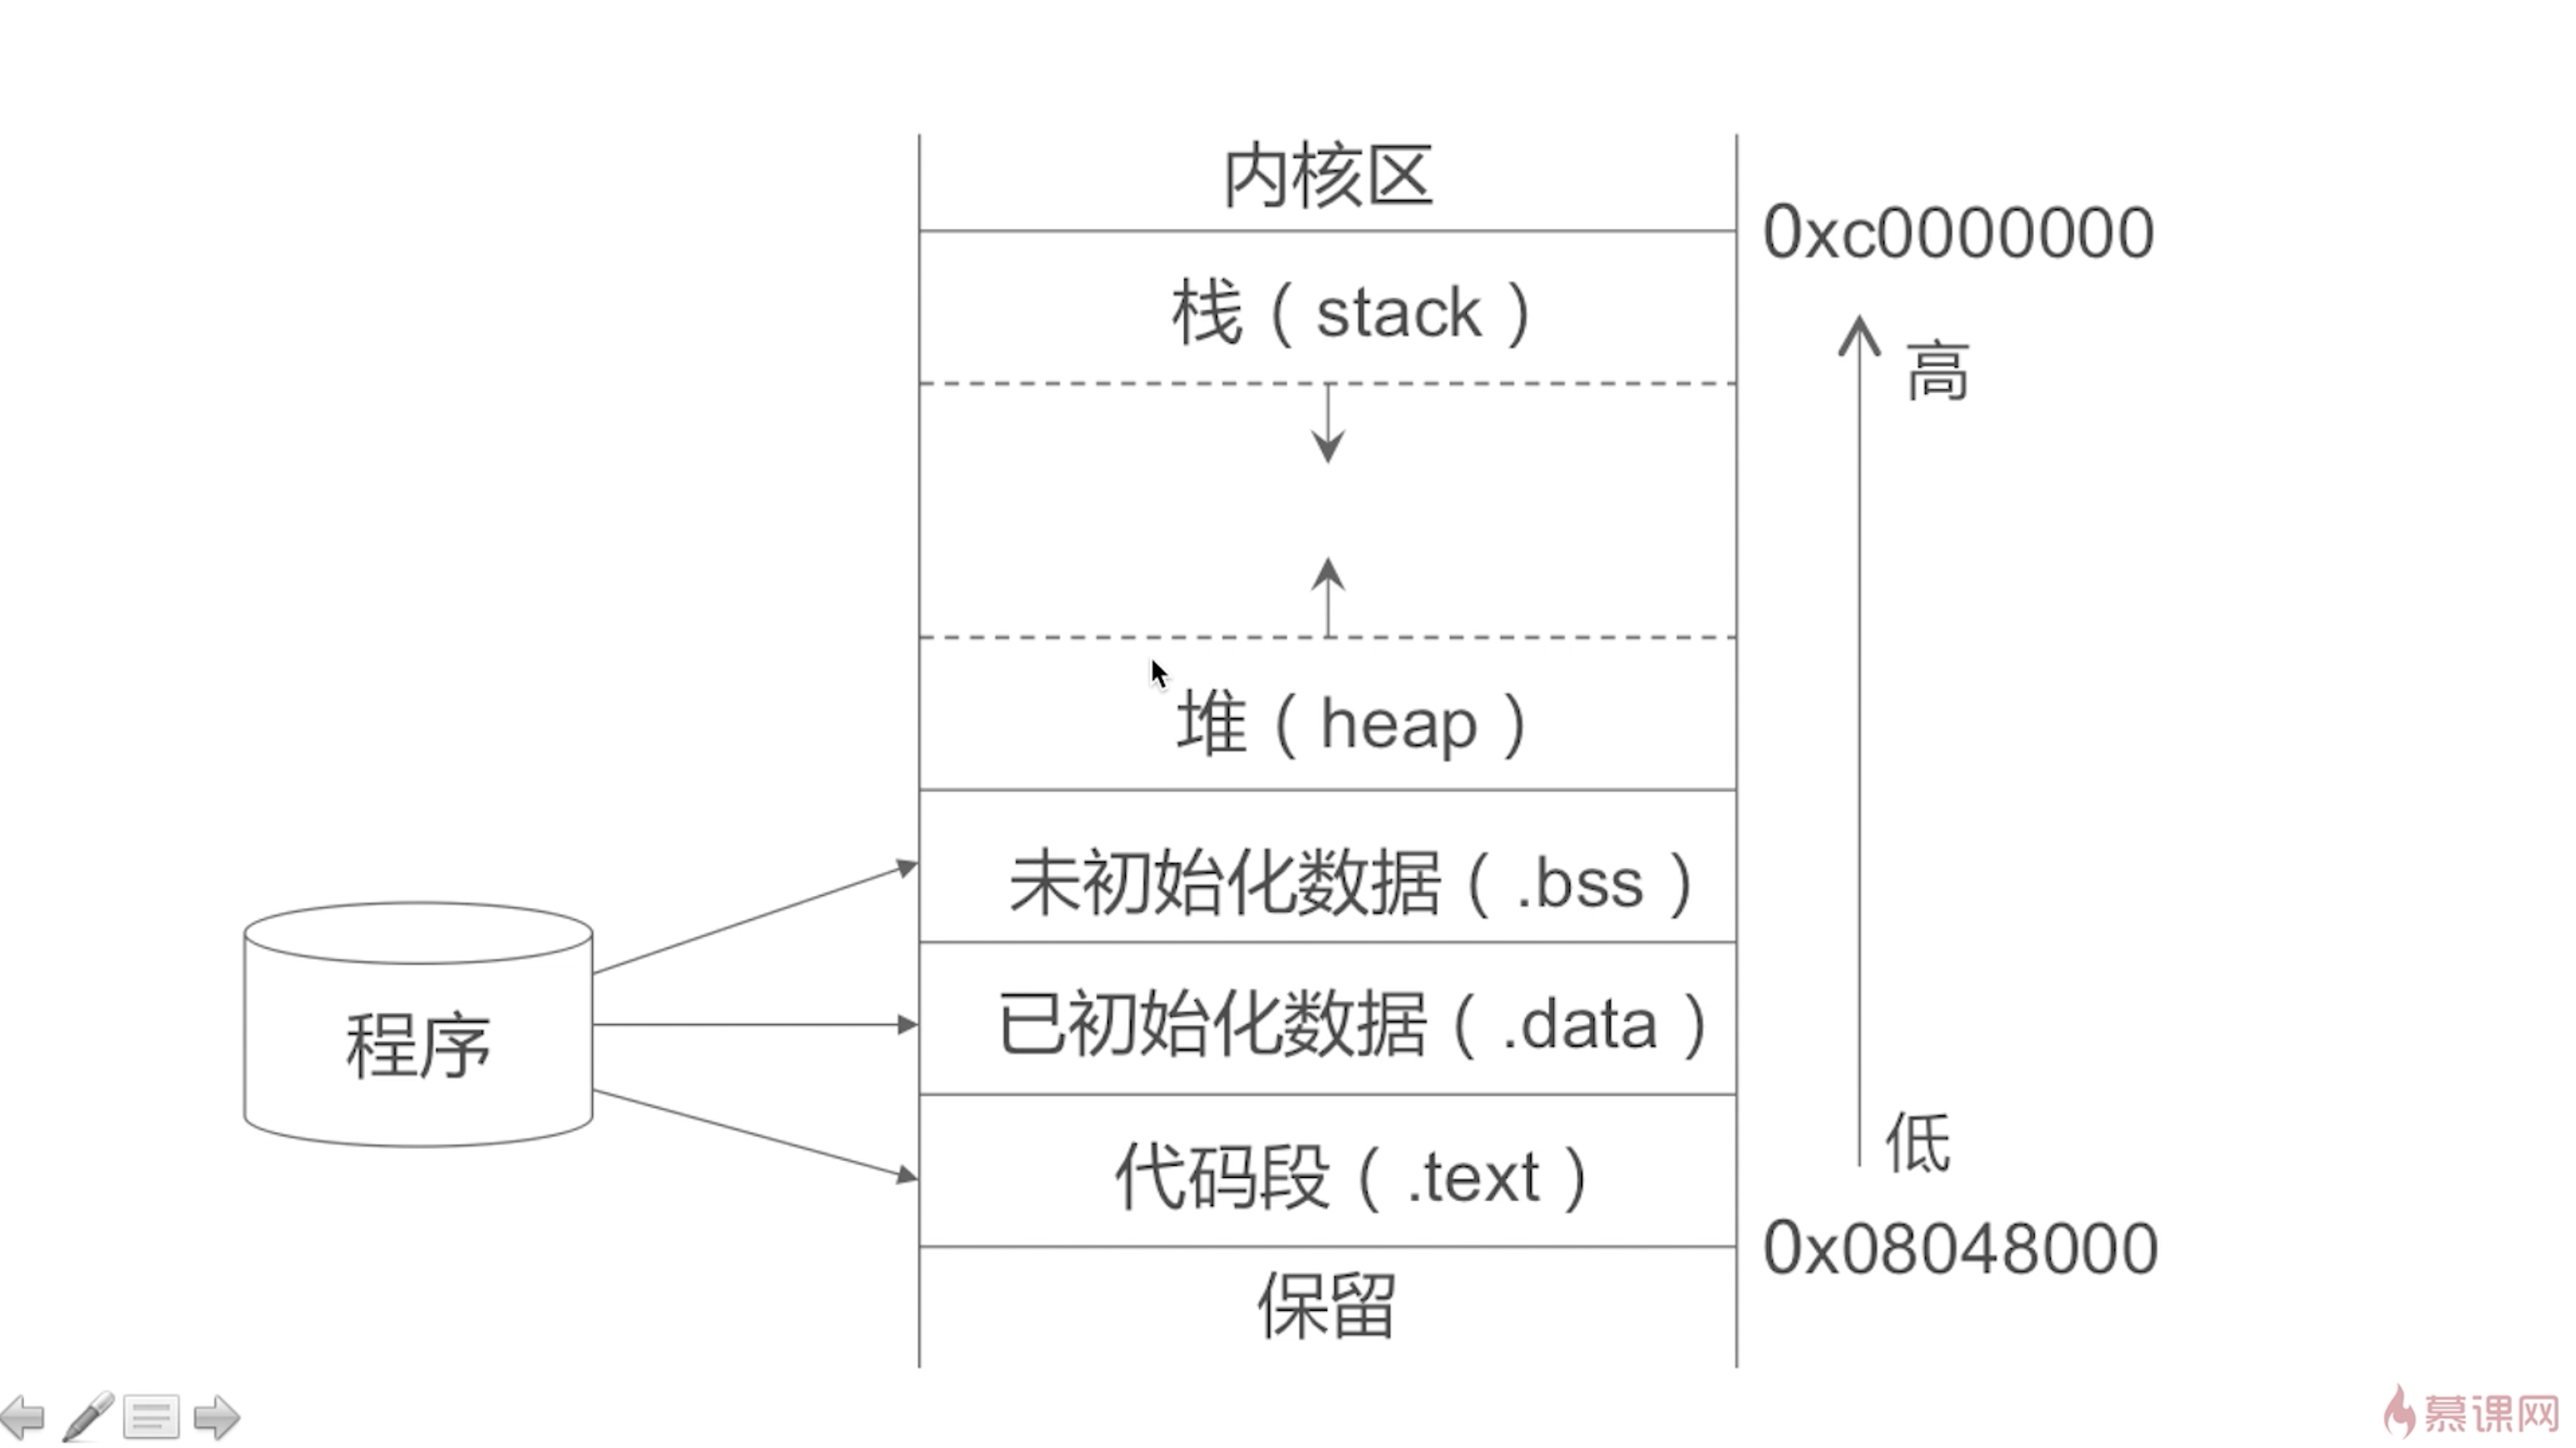 内核区
0xc0000000
栈（stack）
高
堆（heap）
未初始化数据（.bss）
程序
已初始化数据（.data）
代码段（.text）
低
0x08048000
保留
慕课网